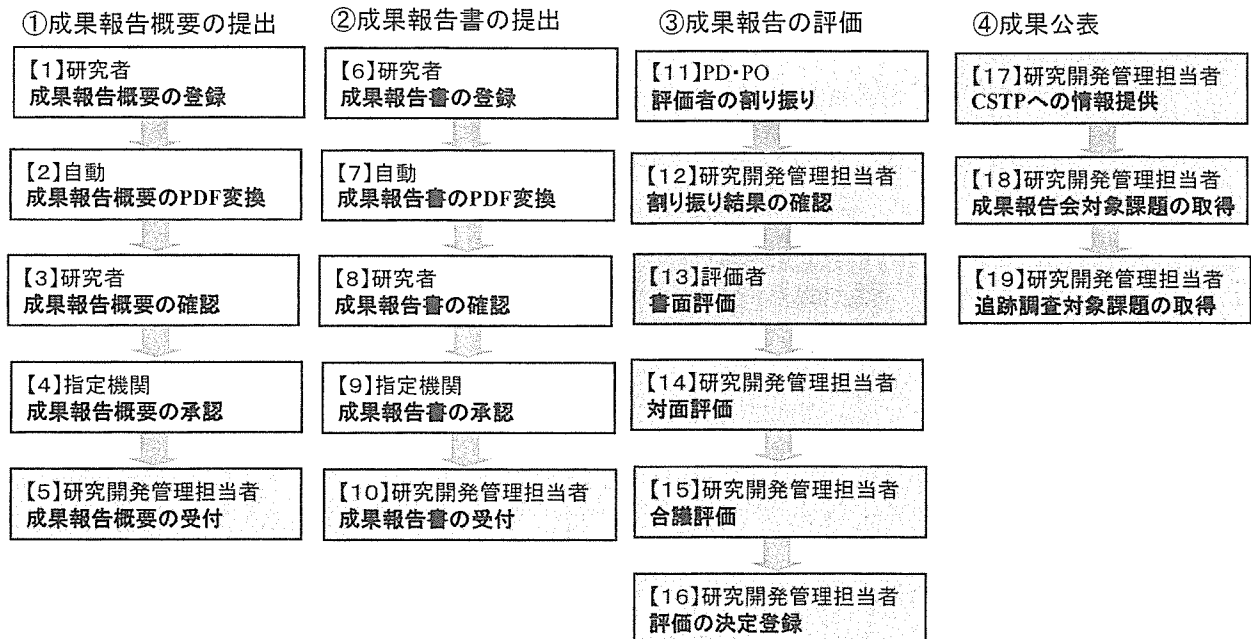 ①成果報告概要の提出
【1】研究者
成果報告概要の登録
【2】自動
成果報告概要のPDF変換
【3】研究者
成果報告概要の確認
【4】指定機関
成果報告概要の承認
【5】研究開発管理担当者
成果報告概要の受付
②成果報告書の提出
【6】研究者
成果報告書の登録
【7】自動
成果報告書のPDF変換
【8】研究者
成果報告書の確認
【9】指定機関
成果報告書の承認
【10】研究開発管理担当者
成果報告書の受付
③成果報告の評価
【11】PD・PO
評価者の割り振り
【12】研究開発管理担当者
割り振り結果の確認
【13】評価者
書面評価
【14】研究開発管理担当者
対面評価
【15】研究開発管理担当者
合議評価
【16】研究開発管理担当者
評価の決定登録
④成果公表
【17】研究開発管理担当者
CSTPへの情報提供
【18】研究開発管理担当者
成果報告会対象課題の取得
【19】研究開発管理担当者
追跡調査対象課題の取得